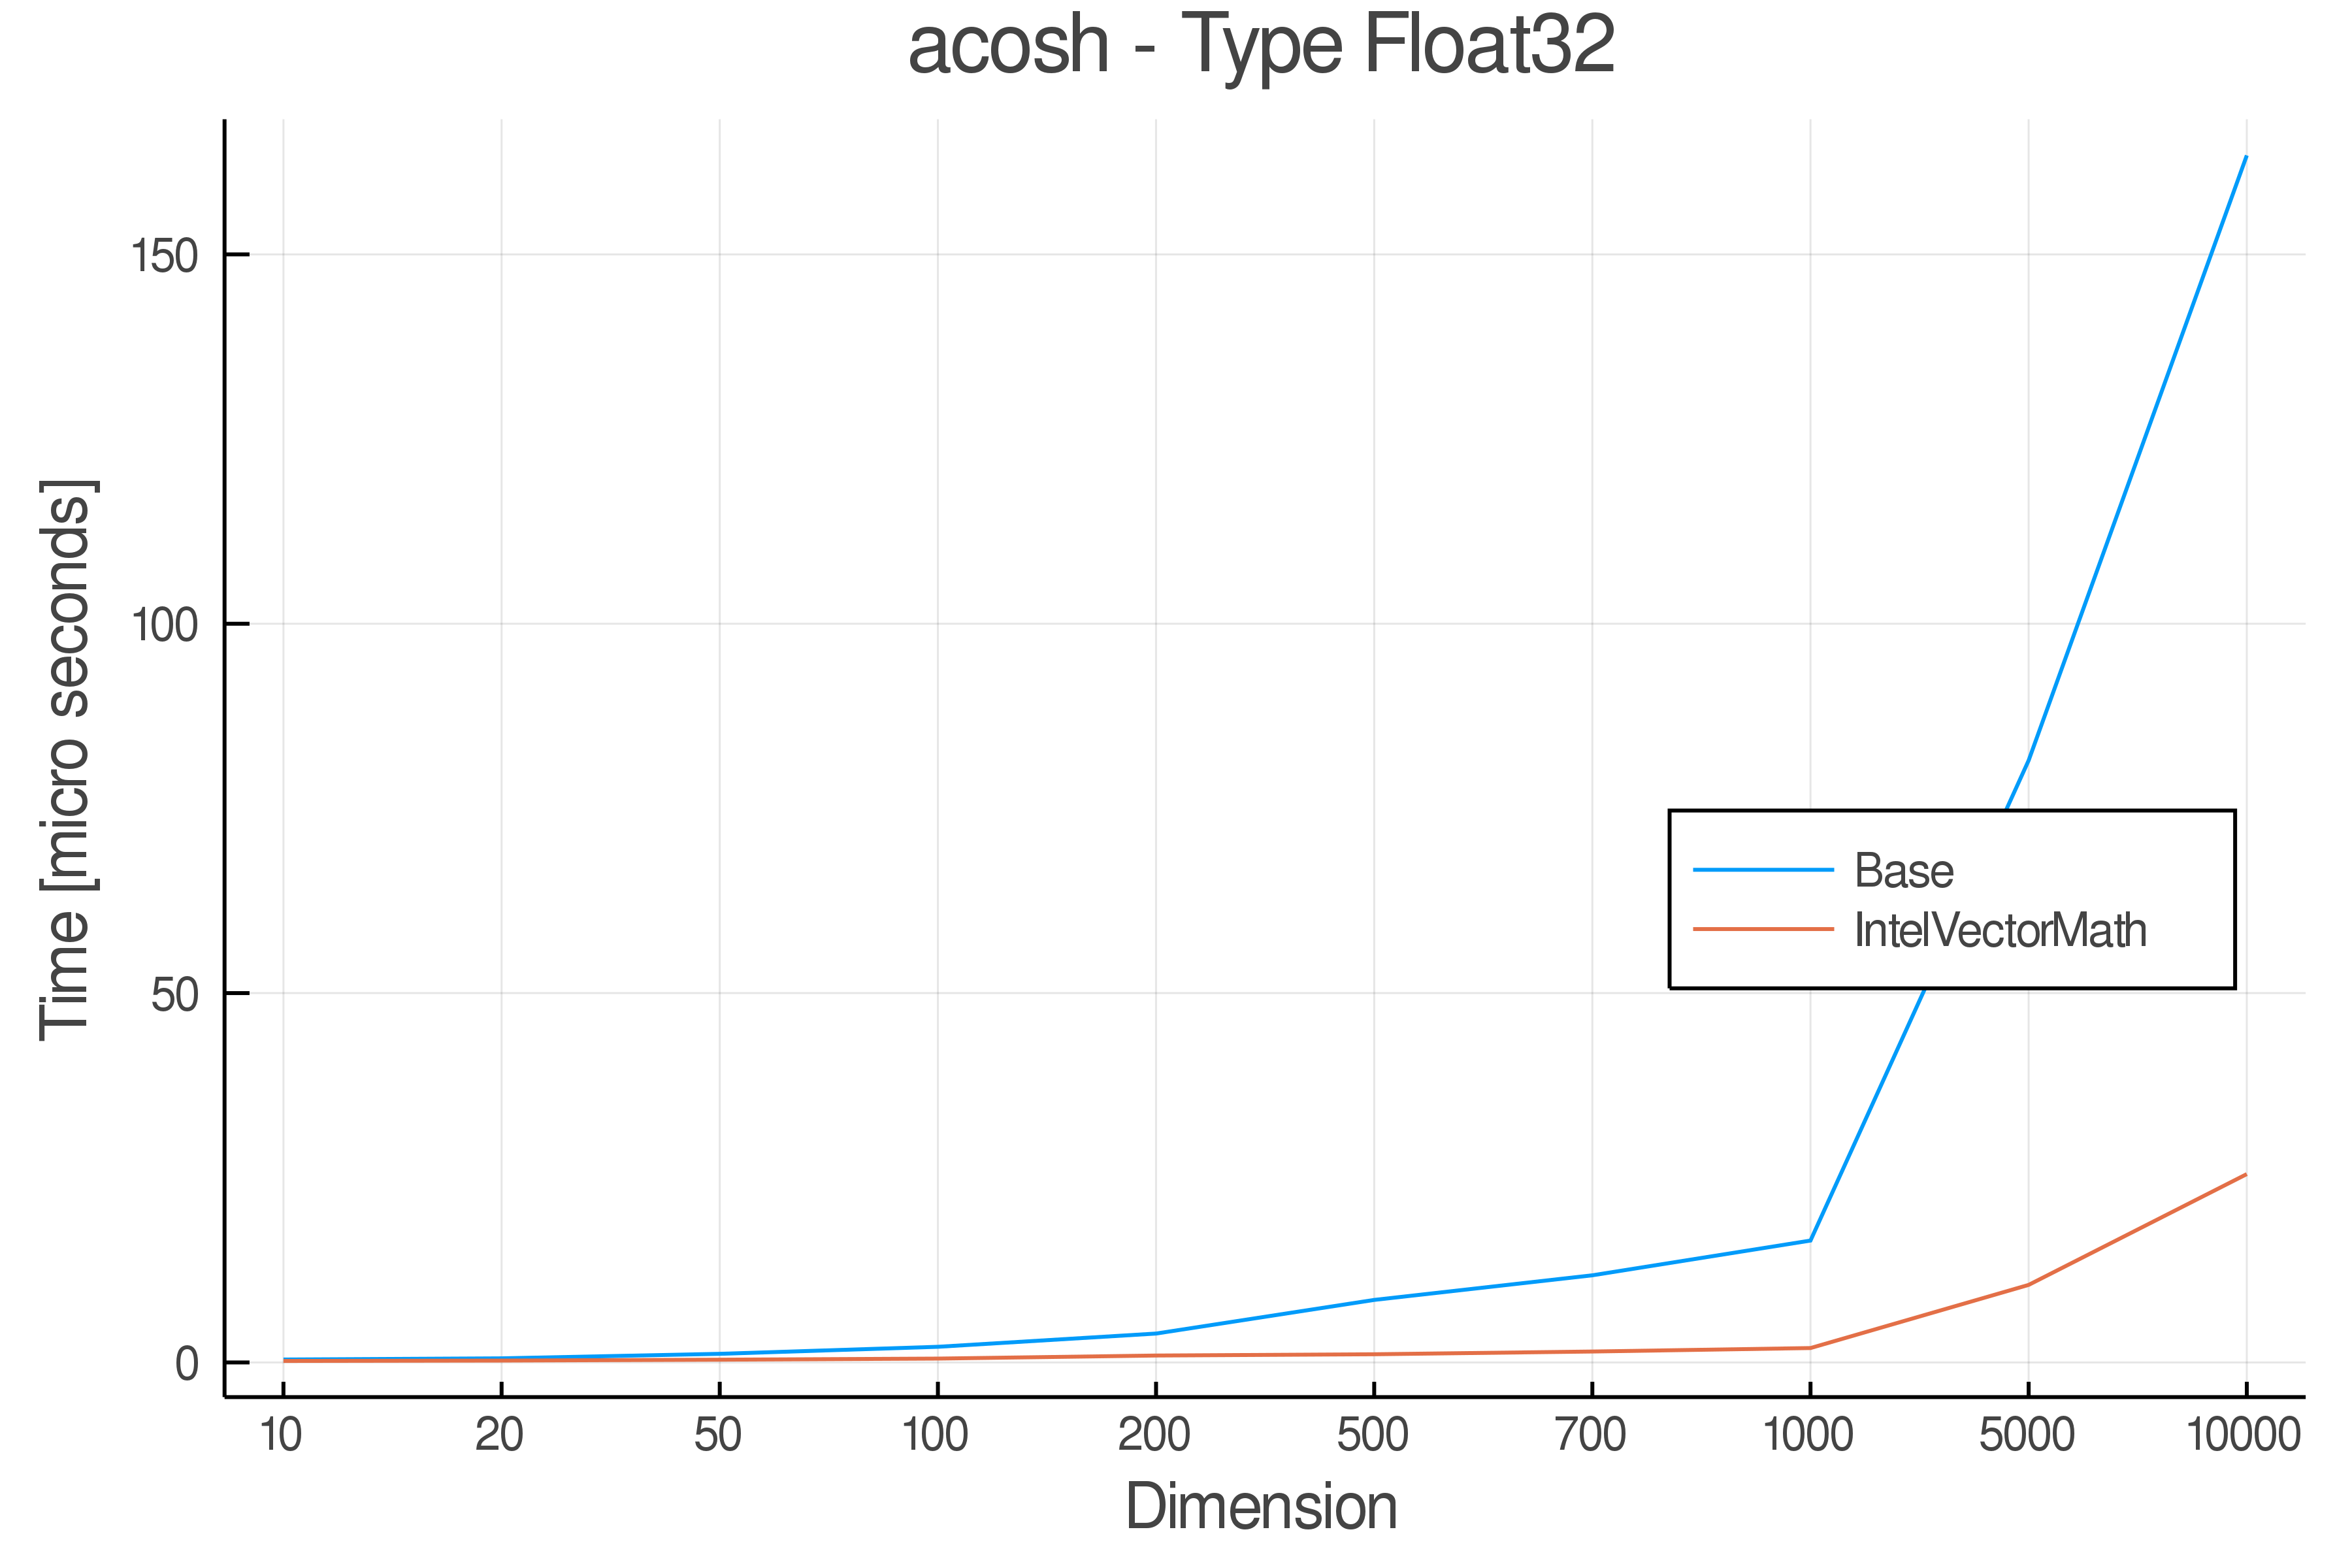 acosh - Type Float32
Time [micro seconds]
150
100
50
0
Base
IntelVectorMath
10 20 50 100 200 500 700 1000 5000 10000
Dimension